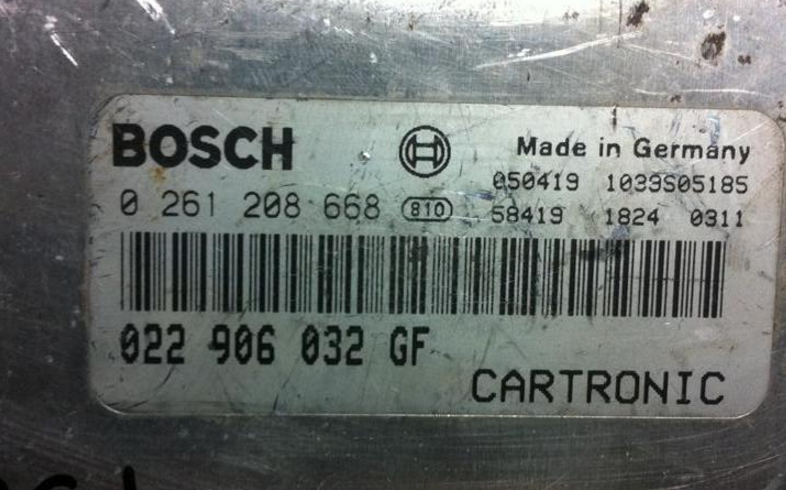 BOSCH
Made in Germany
050419 1039S05185
0 261 208 668 810
58419 1824 0311
022 906 032 GF
CARTRONIC